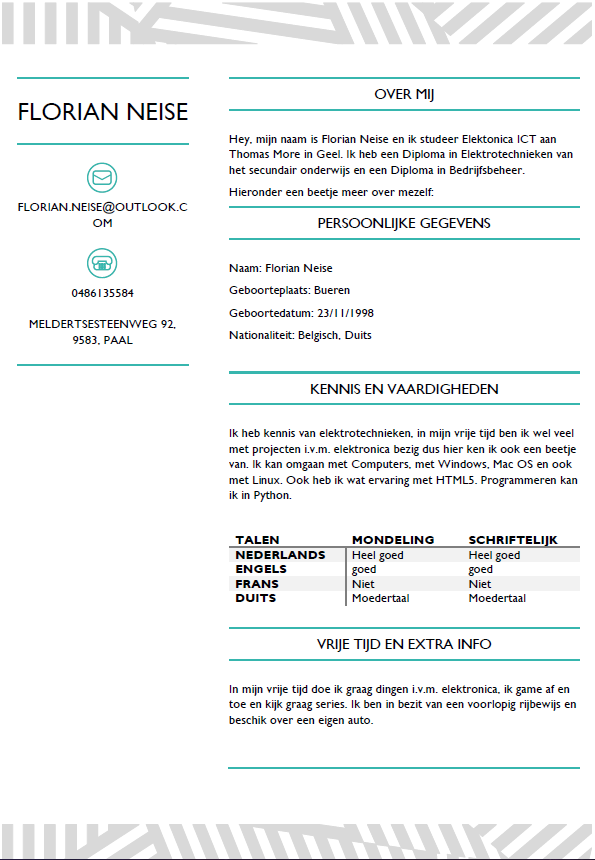 FLORIAN NEISE
FLORIAN.NEISE@OUTLOOK.C
OM
0486135584
MELDERTSESTEENWEG 92,
9583, PAAL
OVER MIJ
Hey, mijn naam is Florian Neise en ik studeer Elektonica ICT aan
Thomas More in Geel. Ik heb een Diploma in Elektrotechnieken van
het secundair onderwijs en een Diploma in Bedrijfsbeheer.
Hieronder een beetje meer over mezelf:
PERSOONLIJKE GEGEVENS
Naam: Florian Neise
Geboorteplaats: Bueren
Geboortedatum: 23/11/1998
Nationaliteit: Belgisch, Duits
KENNIS EN VAARDIGHEDEN
Ik heb kennis van elektrotechnieken, in mijn vrije tijd ben ik wel veel
met projecten i.v.m. elektronica bezig dus hier ken ik ook een beetje
van. Ik kan omgaan met Computers, met Windows, Mac OS en ook
met Linux. Ook heb ik wat ervaring met HTML5. Programmeren kan
ik in Python.
TALEN MONDELING SCHRIFTELIJK
NEDERLANDS Heel goed Heel goed
ENGELS goed goed
FRANS Niet Niet
DUITS Moedertaal Moedertaal
VRIJE TIJD EN EXTRA INFO
In mijn vrije tijd doe ik graag dingen i.v.m. elektronica, ik game af en
toe en kijk graag series. Ik ben in bezit van een voorlopig rijbewijs en
beschik over een eigen auto.